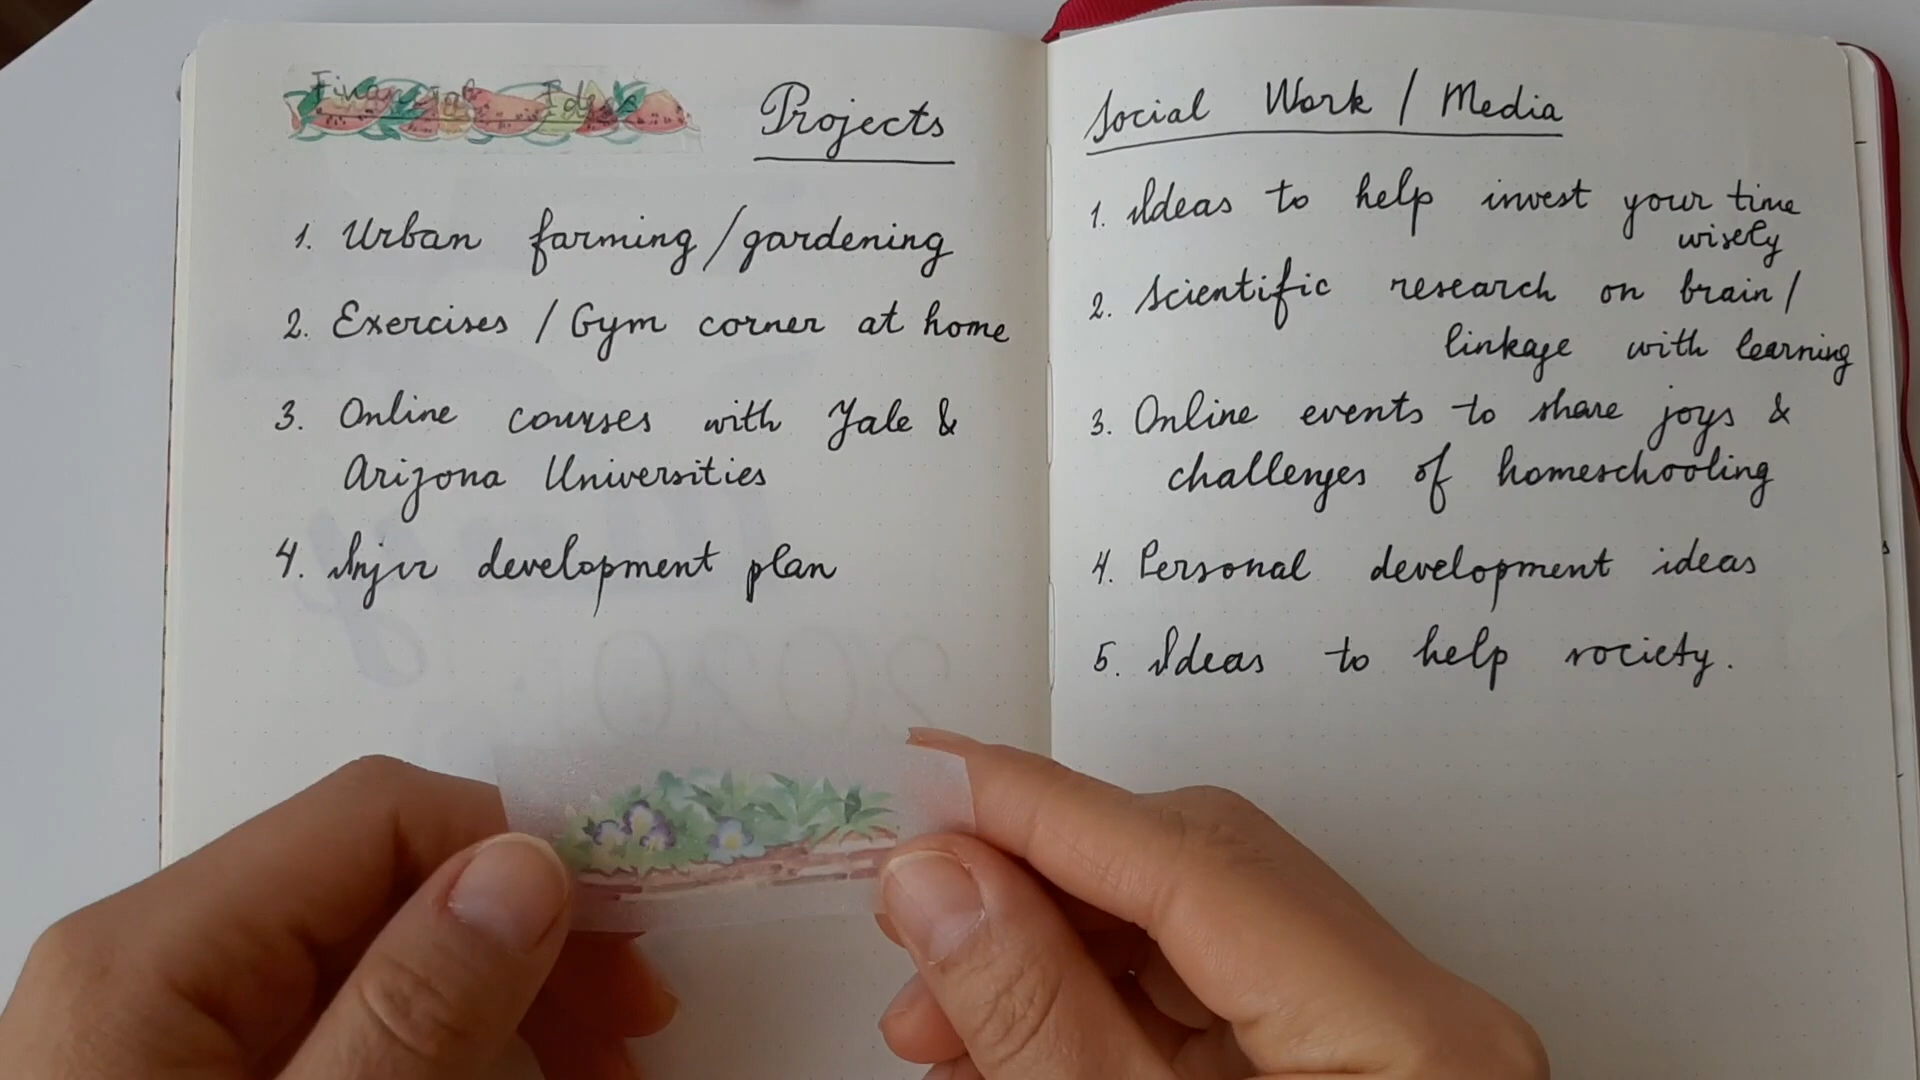 Financial Ideas
Projects
1. Urban farming / gardening
2. Exercises / Gym corner at home
3. Online courses with Yale &
Arizona Universities
4. development plan
Social Work / Media
1. Ideas to help invest your time
wisely
2. Scientific research on brain /
linkage with learning
3. Online events to share joys &
challenges of homeschooling
4. Personal development ideas
5. Ideas to help society.
2020